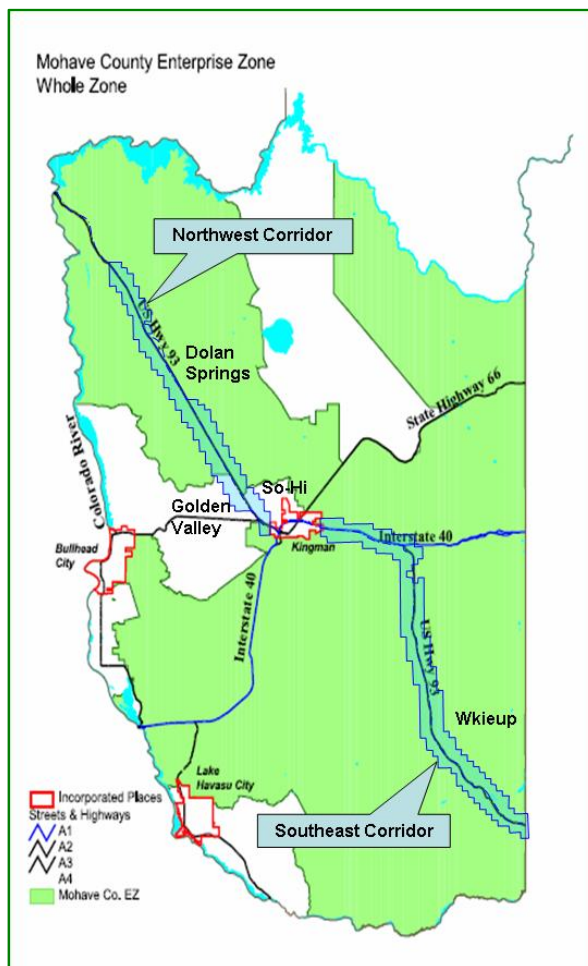 Mohave County Enterprise Zone
Whole Zone
Northwest Corridor
US Hwy 93
Dolan
Springs
State Highway 66
Colorado River
So-Hi
Golden
Valley
Kingman
Interstate 40
Bullhead
City
Interstate 40
US Hwy 93
Wkieup
Lake
Havasu City
Southeast Corridor
Incorporated Places
Streets & Highways
A1
A2
A3
A4
Mohave Co. EZ